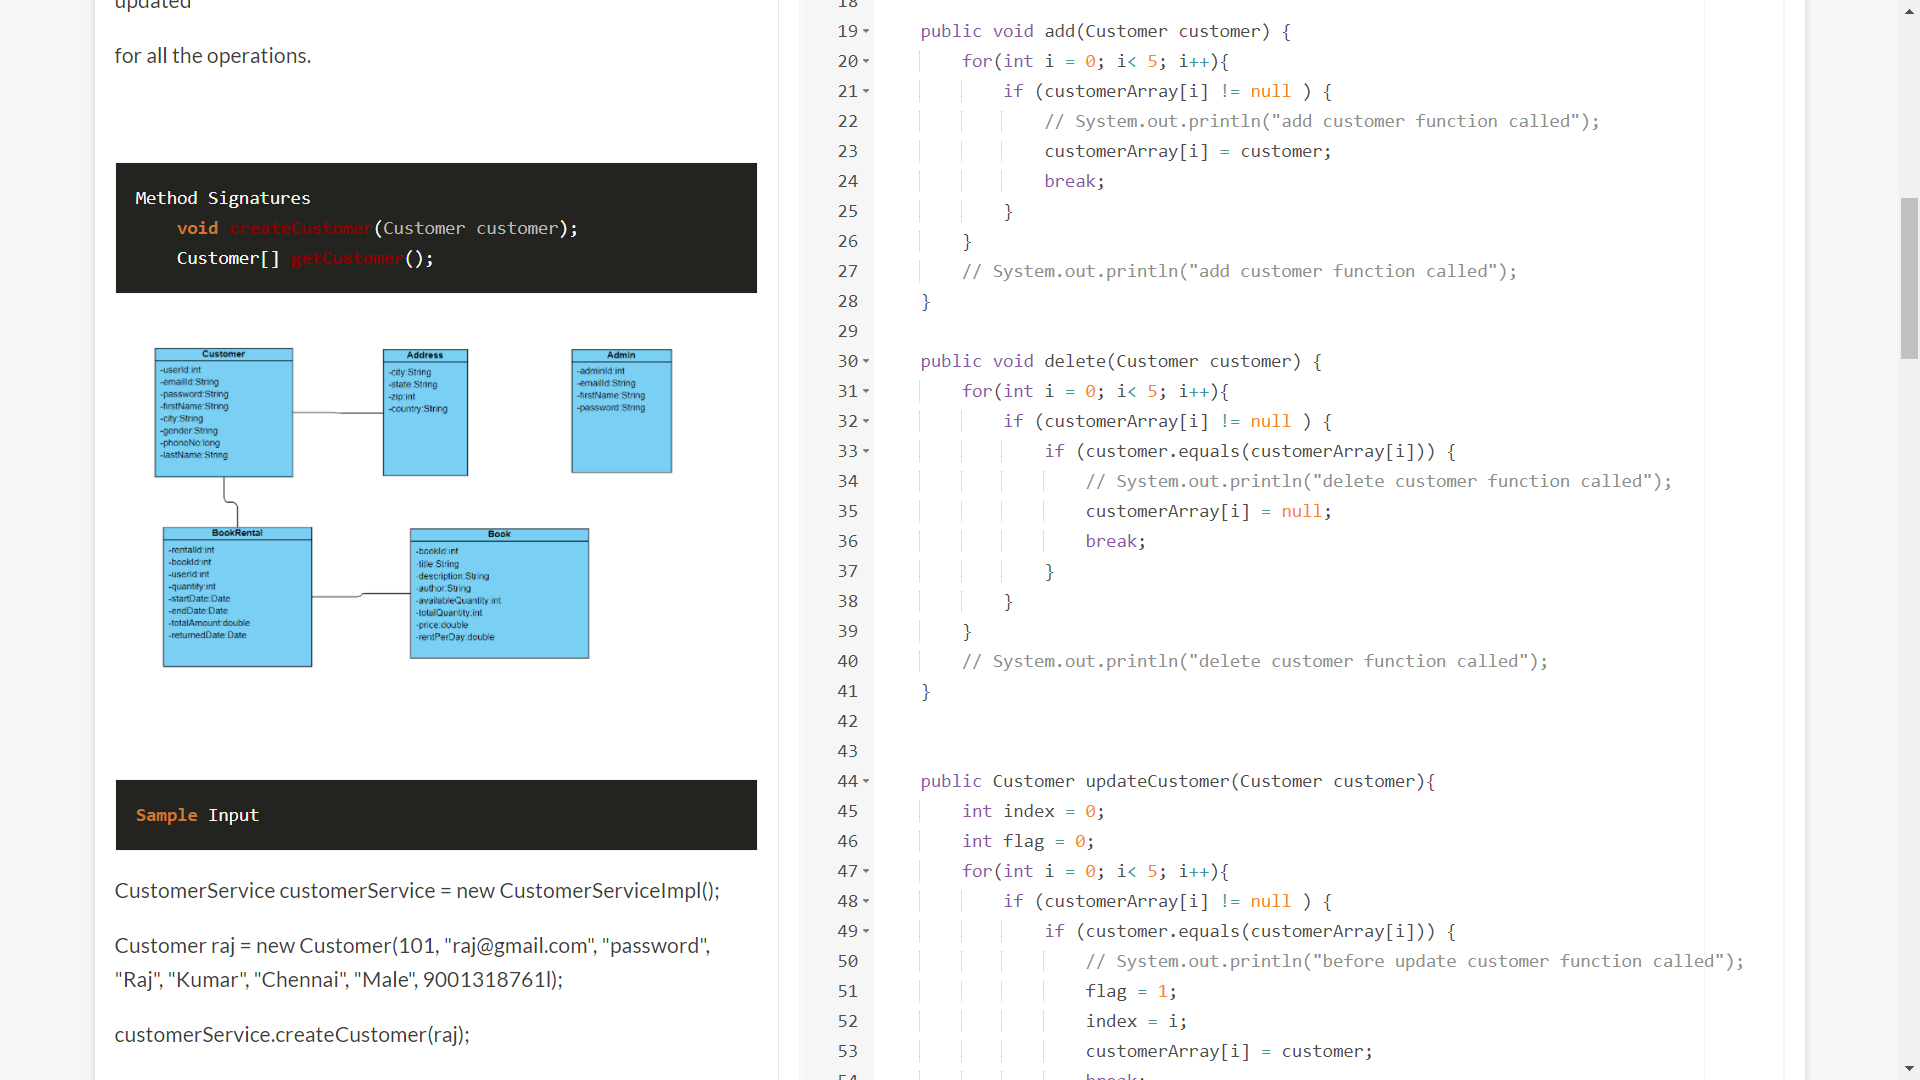 updated
for all the operations.
Method Signatures
void createCustomer(Customer customer);
Customer[] getCustomer();
Customer
-userId:int
-emailId:String
-password:String
-firstName:String
-city:String
-gender:String
-phoneNo:long
-lastName:String
Address
-city:String
-state:String
-zip:int
-country:String
Admin
-adminId:int
-emailId:String
-firstName:String
-password:String
BookRental
-rentalId:int
-bookId:int
-userId:int
-quantity:int
-startDate:Date
-endDate:Date
-totalAmount:double
-returnedDate:Date
Book
-bookId:int
-title:String
-description:String
-author:String
-availableQuantity:int
-totalQuantity:int
-price:double
-rentPerDay:double
Sample Input
CustomerService customerService = new CustomerServiceImpl();
Customer raj = new Customer(101, "raj@gmail.com", "password",
"Raj", "Kumar", "Chennai", "Male", 9001318761l);
customerService.createCustomer(raj);
18
19 public void add(Customer customer) {
20 for(int i = 0; i< 5; i++){
21 if (customerArray[i] != null ) {
22 // System.out.println("add customer function called");
23 customerArray[i] = customer;
24 break;
25 }
26 }
27 // System.out.println("add customer function called");
28 }
29
30 public void delete(Customer customer) {
31 for(int i = 0; i< 5; i++){
32 if (customerArray[i] != null ) {
33 if (customer.equals(customerArray[i])) {
34 // System.out.println("delete customer function called");
35 customerArray[i] = null;
36 break;
37 }
38 }
39 }
40 // System.out.println("delete customer function called");
41 }
42
43
44 public Customer updateCustomer(Customer customer){
45 int index = 0;
46 int flag = 0;
47 for(int i = 0; i< 5; i++){
48 if (customerArray[i] != null ) {
49 if (customer.equals(customerArray[i])) {
50 // System.out.println("before update customer function called");
51 flag = 1;
52 index = i;
53 customerArray[i] = customer;
54 break;